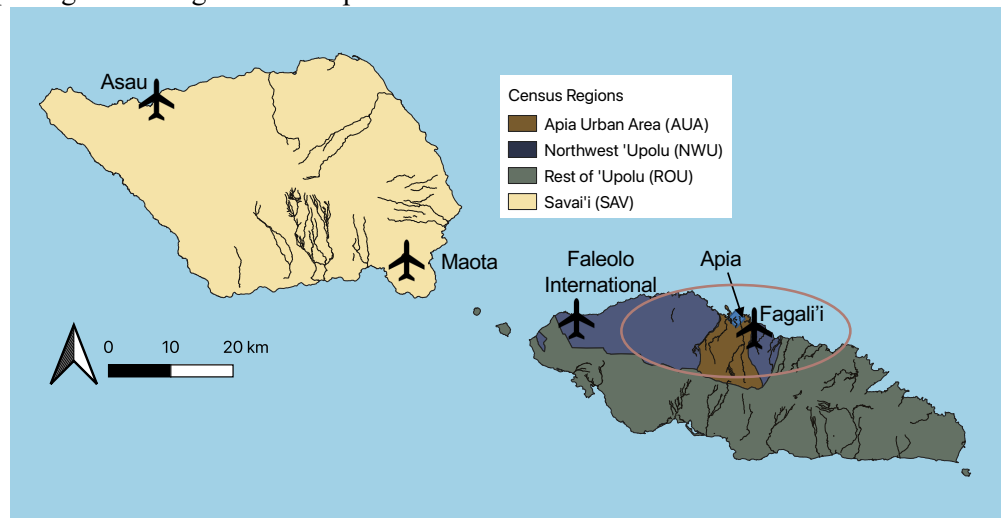 Asau
Census Regions
Apia Urban Area (AUA)
Northwest 'Upolu (NWU)
Rest of 'Upolu (ROU)
Savai'i (SAV)
Maota
Faleolo
International
Apia
Fagali'i
0 10 20 km